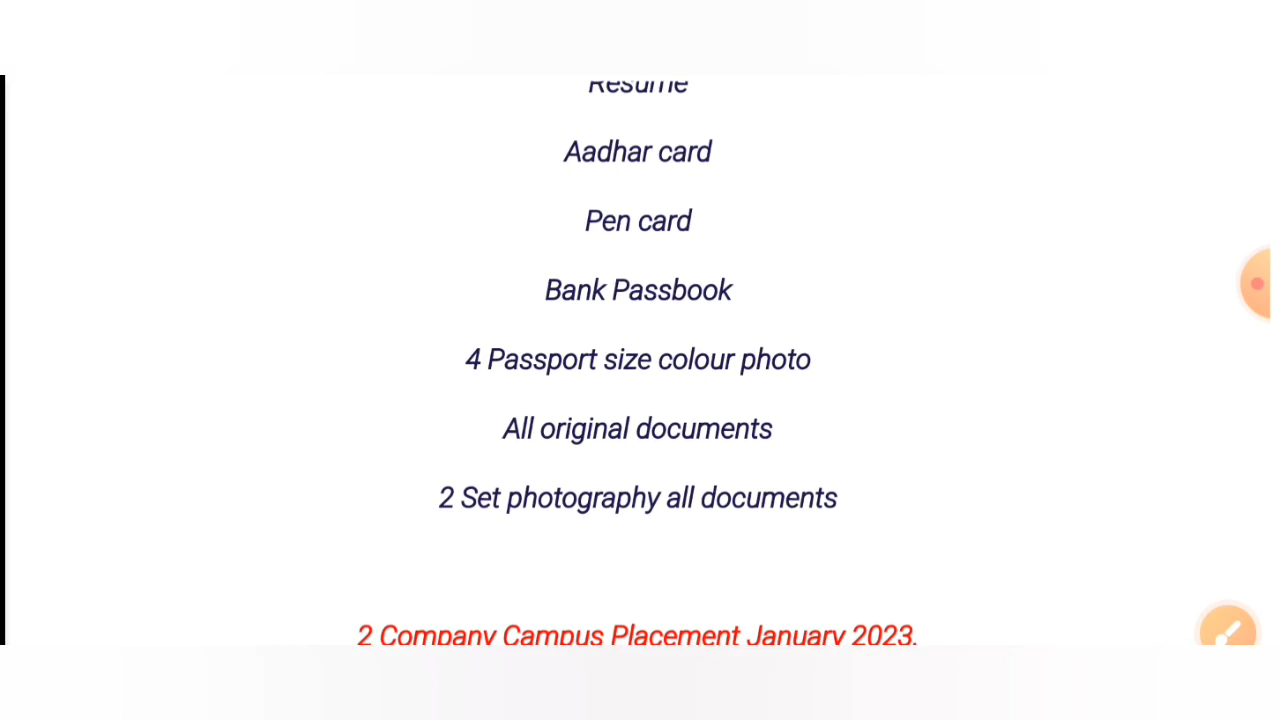 Resume
Aadhar card
Pen card
Bank Passbook
4 Passport size colour photo
All original documents
2 Set photography all documents
2 Company Campus Placement January 2023.